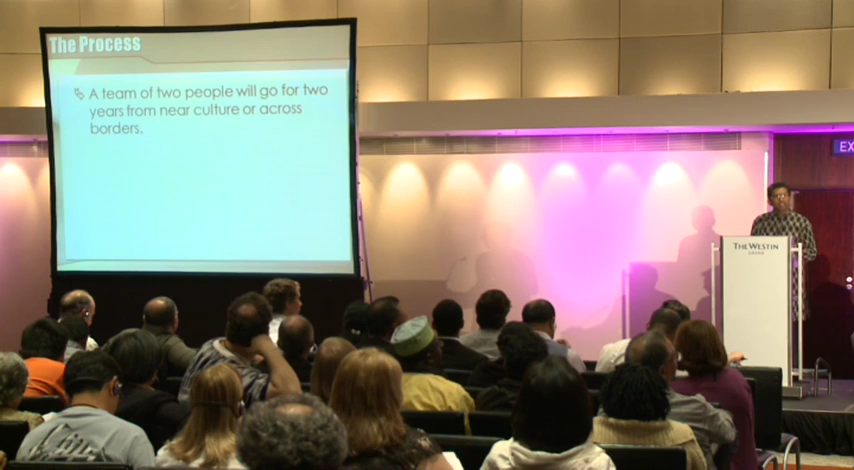 The Process
A team of two people will go for two
years from near culture or across
borders.
EX
THE WESTIN